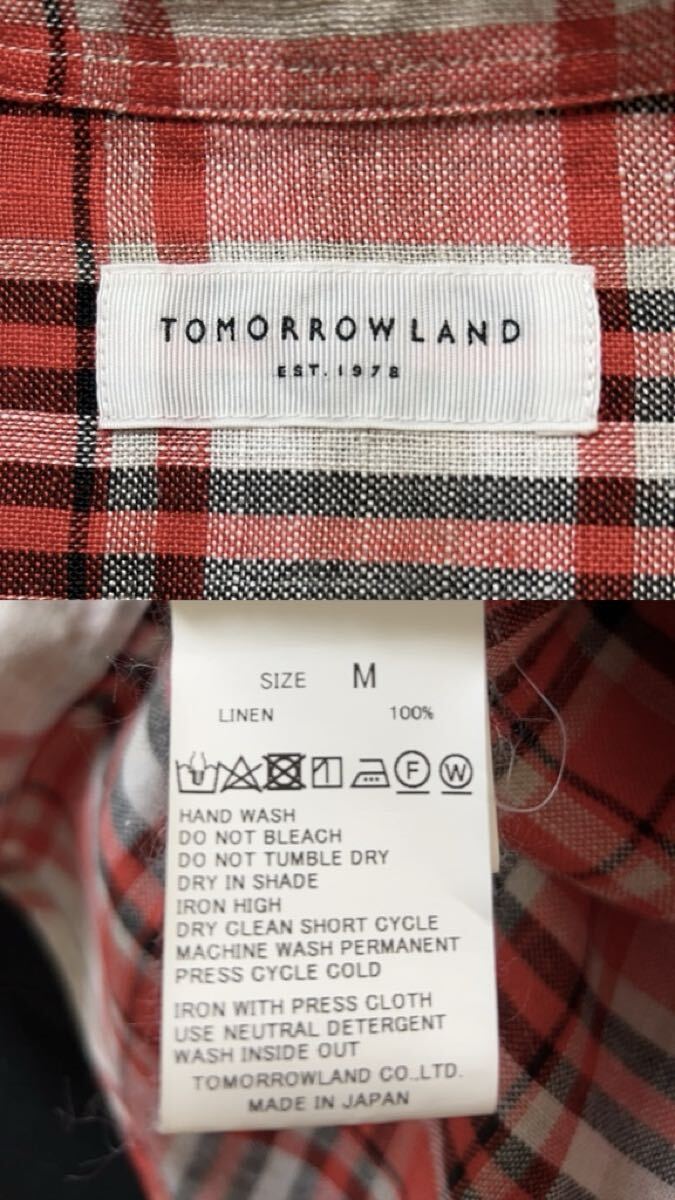 TOMORROWLAND
EST. 1978
SIZE M
LINEN 100%
F W
HAND WASH
DO NOT BLEACH
DO NOT TUMBLE DRY
DRY IN SHADE
IRON HIGH
DRY CLEAN SHORT CYCLE
MACHINE WASH PERMANENT
PRESS CYCLE COLD
IRON WITH PRESS CLOTH
USE NEUTRAL DETERGENT
WASH INSIDE OUT
TOMORROWLAND CO.,LTD.
MADE IN JAPAN